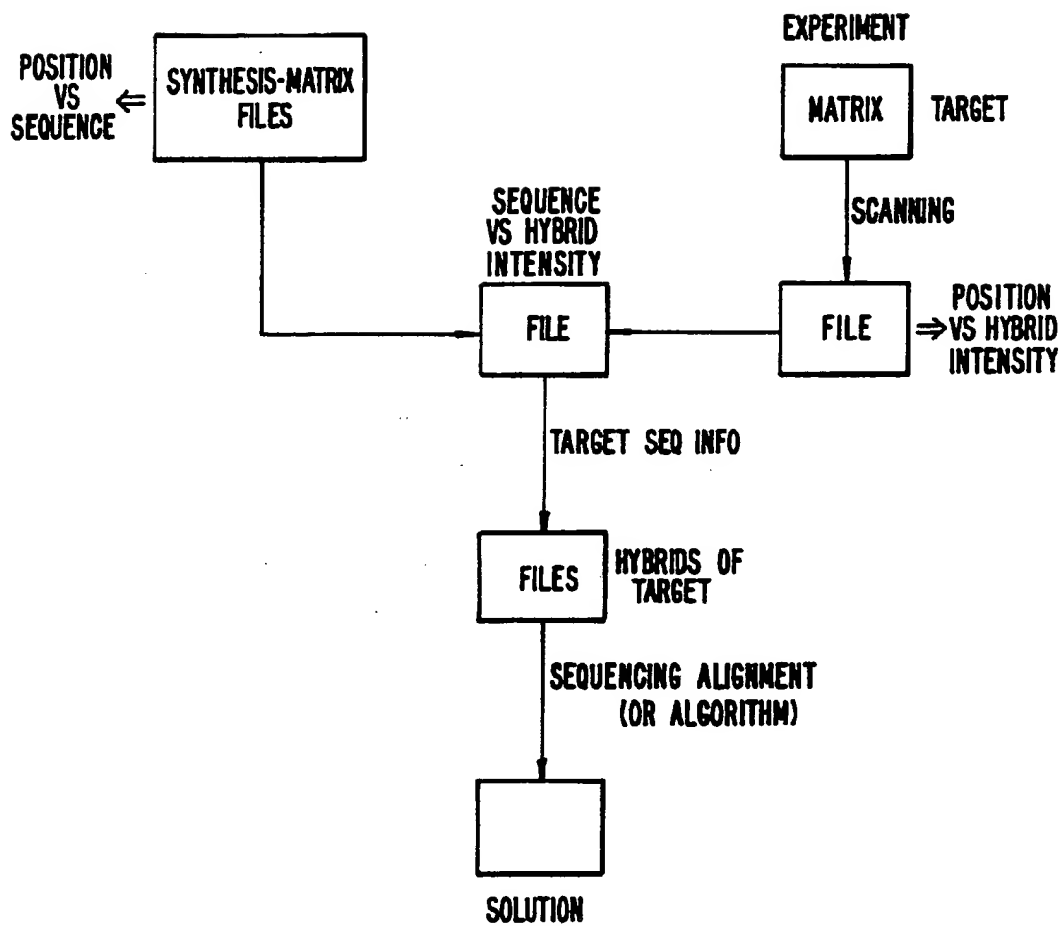 POSITION
VS
SEQUENCE
SYNTHESIS-MATRIX
FILES
EXPERIMENT
MATRIX
TARGET
SCANNING
SEQUENCE
VS HYBRID
INTENSITY
FILE
FILE
POSITION
VS HYBRID
INTENSITY
TARGET SEQ INFO
FILES
HYBRIDS OF
TARGET
SEQUENCING ALIGNMENT
(OR ALGORITHM)
SOLUTION